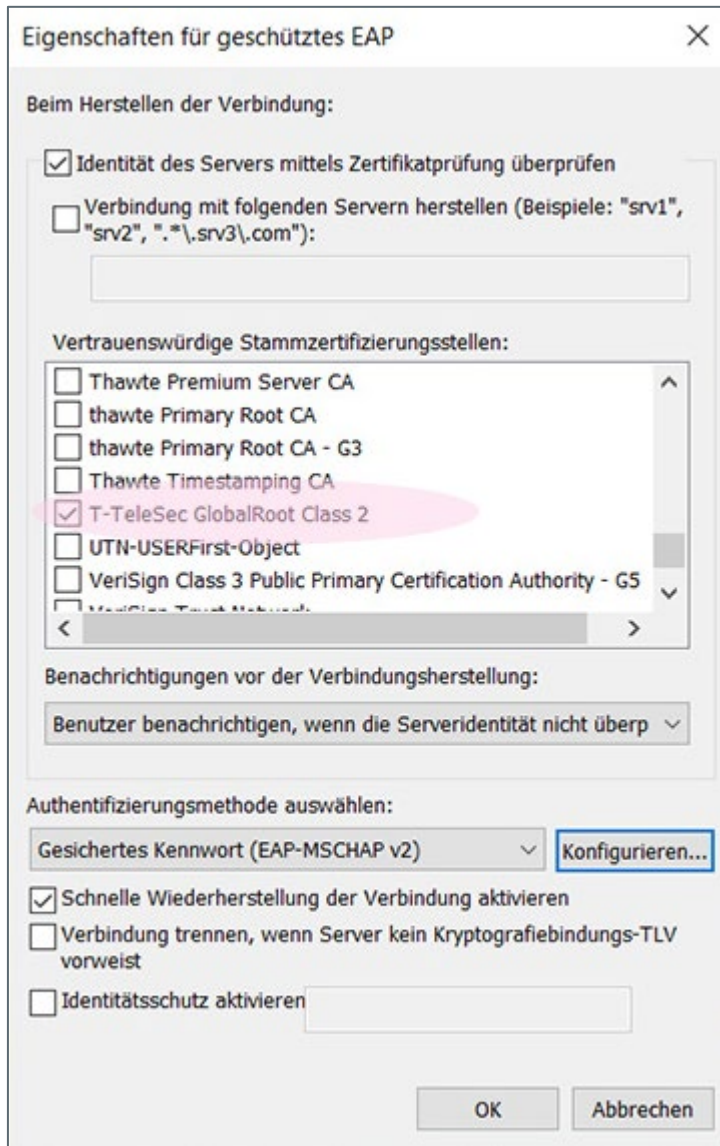 Eigenschaften für geschütztes EAP
Beim Herstellen der Verbindung:
Identität des Servers mittels Zertifikatprüfung überprüfen
Verbindung mit folgenden Servern herstellen (Beispiele: "srv1",
"srv2", ".*\.srv3\.com"):
Vertrauenswürdige Stammzertifizierungsstellen:
Thawte Premium Server CA
thawte Primary Root CA
thawte Primary Root CA - G3
Thawte Timestamping CA
T-TeleSec GlobalRoot Class 2
UTN-USERFirst-Object
VeriSign Class 3 Public Primary Certification Authority - G5
VeriSign Trust Network
Benachrichtigungen vor der Verbindungsherstellung:
Benutzer benachrichtigen, wenn die Serveridentität nicht überp
Authentifizierungsmethode auswählen:
Gesichertes Kennwort (EAP-MSCHAP v2)
Konfigurieren...
Schnelle Wiederherstellung der Verbindung aktivieren
Verbindung trennen, wenn Server kein Kryptografiebindungs-TLV
vorweist
Identitätsschutz aktivieren
OK
Abbrechen